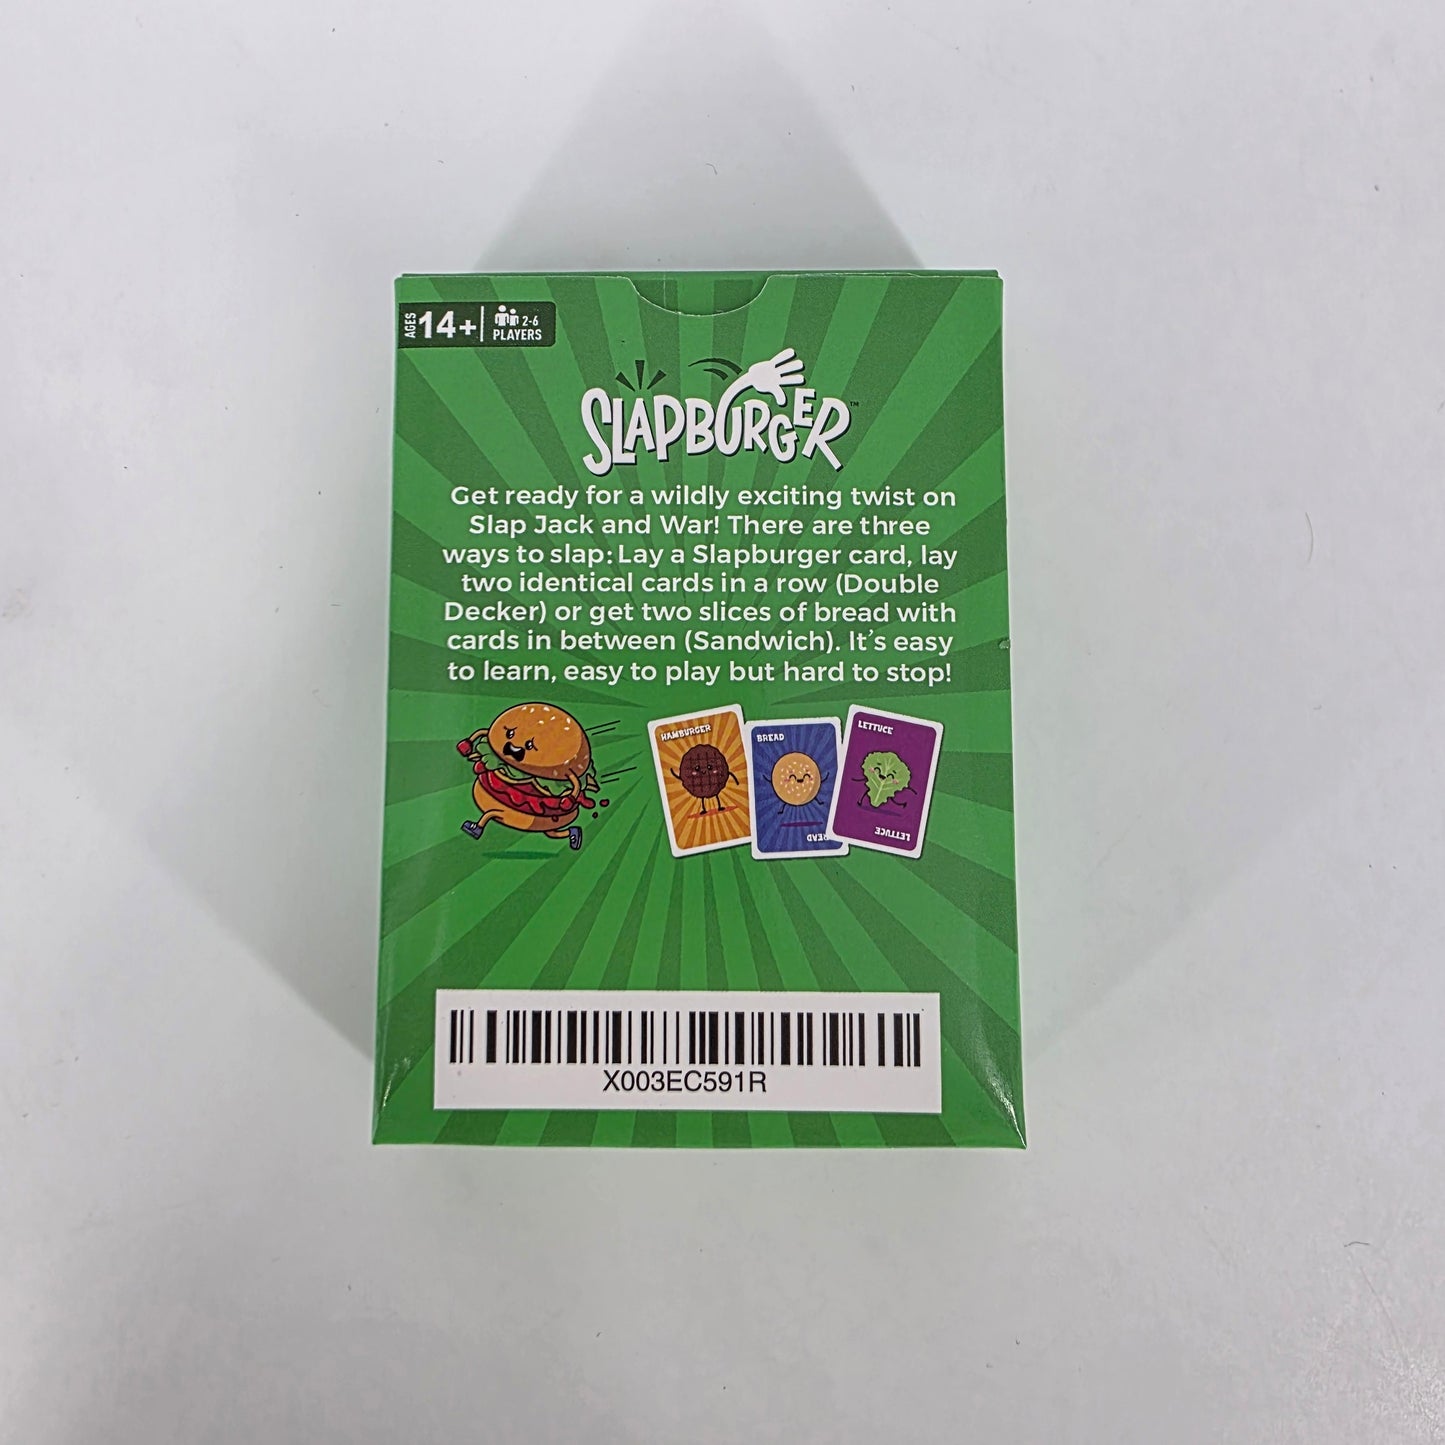 AGES 14+ 2-6 PLAYERS
SLAPBURGER™
Get ready for a wildly exciting twist on
Slap Jack and War! There are three
ways to slap: Lay a Slapburger card, lay
two identical cards in a row (Double
Decker) or get two slices of bread with
cards in between (Sandwich). It's easy
to learn, easy to play but hard to stop!
HAMBURGER
BREAD
LETTUCE
BREAD
LETTUCE
X003EC591R